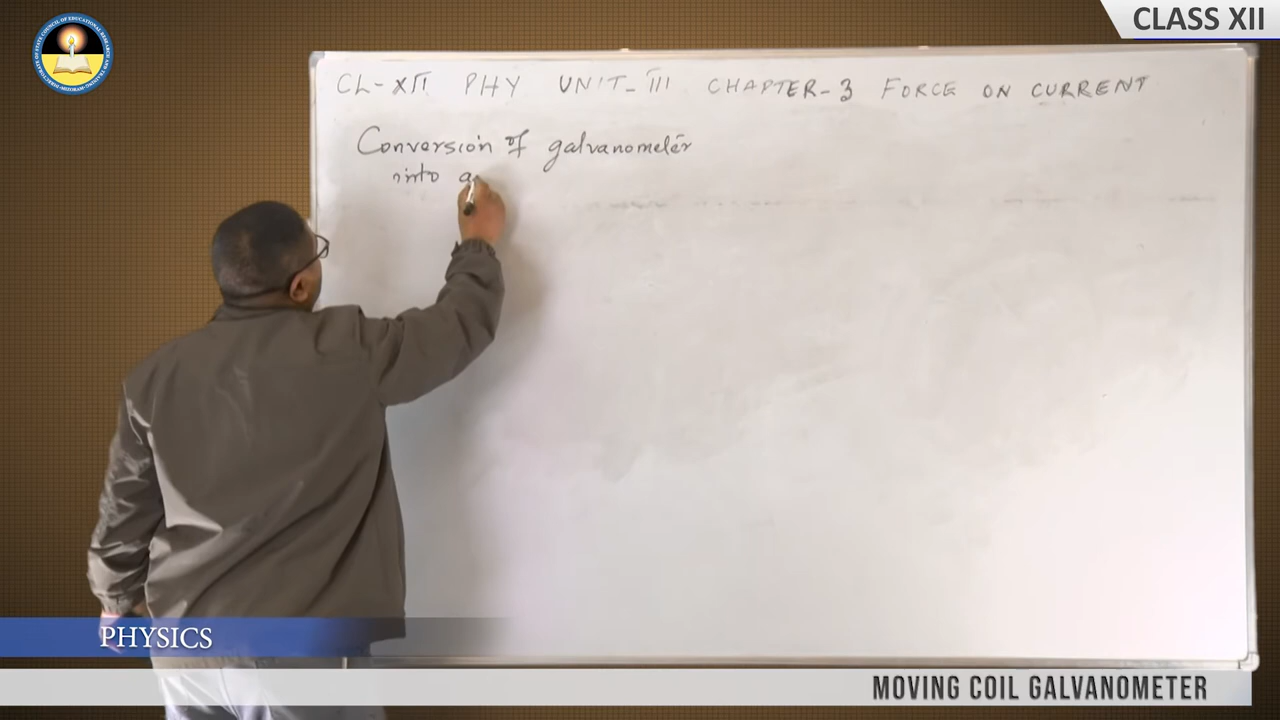 CLASS XII
CL-XII PHY UNIT-III CHAPTER-3 FORCE ON CURRENT
Conversion of galvanometer
into a
PHYSICS
MOVING COIL GALVANOMETER